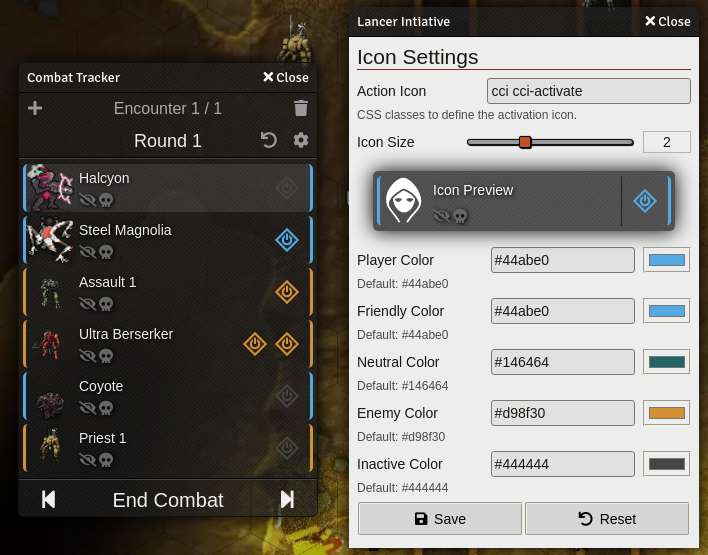 Combat Tracker
Close
Encounter 1 / 1
Round 1
Halcyon
Steel Magnolia
Assault 1
Ultra Berserker
Coyote
Priest 1
End Combat
Lancer Intiative
Close
Icon Settings
Action Icon
cci cci-activate
CSS classes to define the activation icon.
Icon Size
2
Icon Preview
Player Color
#44abe0
Default: #44abe0
Friendly Color
#44abe0
Default: #44abe0
Neutral Color
#146464
Default: #146464
Enemy Color
#d98f30
Default: #d98f30
Inactive Color
#444444
Default: #444444
Save
Reset